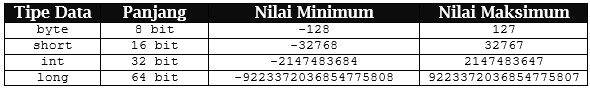 Tipe Data Panjang Nilai Minimum Nilai Maksimum
byte 8 bit -128 127
short 16 bit -32768 32767
int 32 bit -2147483684 2147483647
long 64 bit -9223372036854775808 9223372036854775807